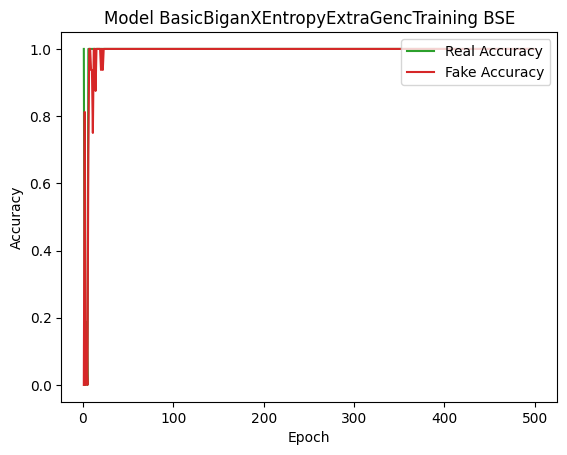 Model BasicBiganXEntropyExtraGencTraining BSE
Real Accuracy
Fake Accuracy
Accuracy
1.0
0.8
0.6
0.4
0.2
0.0
0
100
200
300
400
500
Epoch